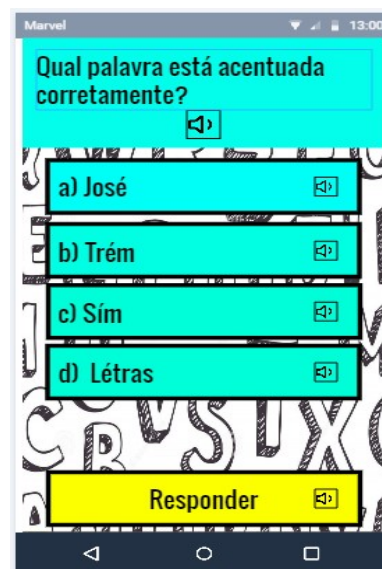 Marvel 13:00
Qual palavra está acentuada
corretamente?
a) José
b) Trém
c) Sím
d) Létras
Responder